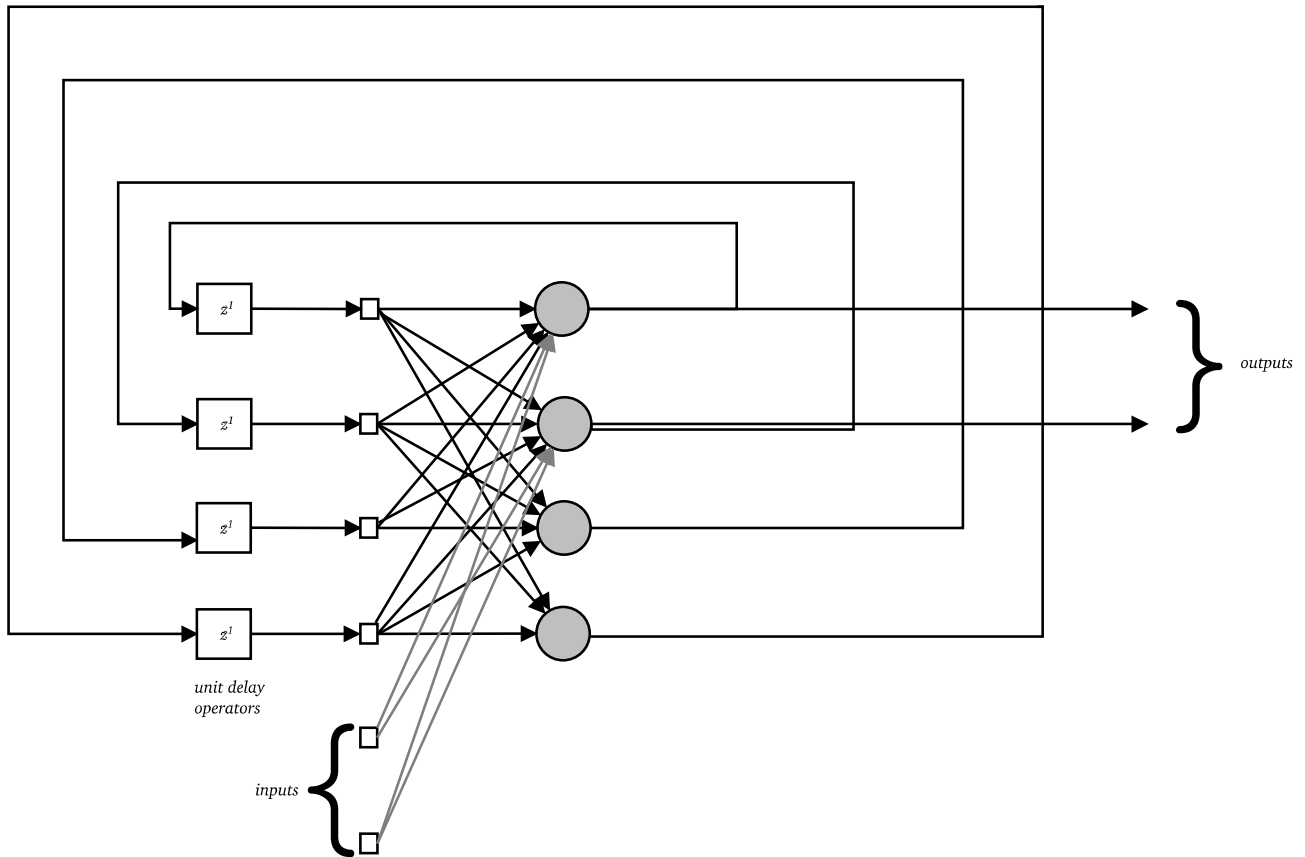 z¹
outputs
z¹
z¹
z¹
unit delay
operators
inputs